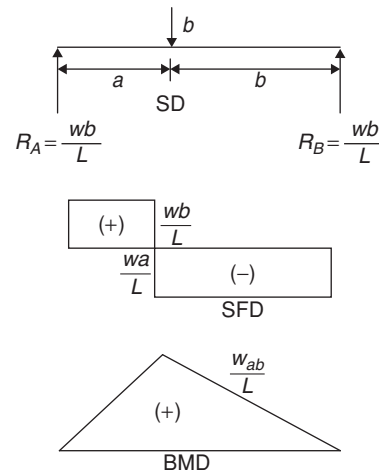 b
a b
SD
R_A = wb/L R_B = wb/L
(+) wb/L
wa/L (−)
SFD
w_ab/L
(+)
BMD